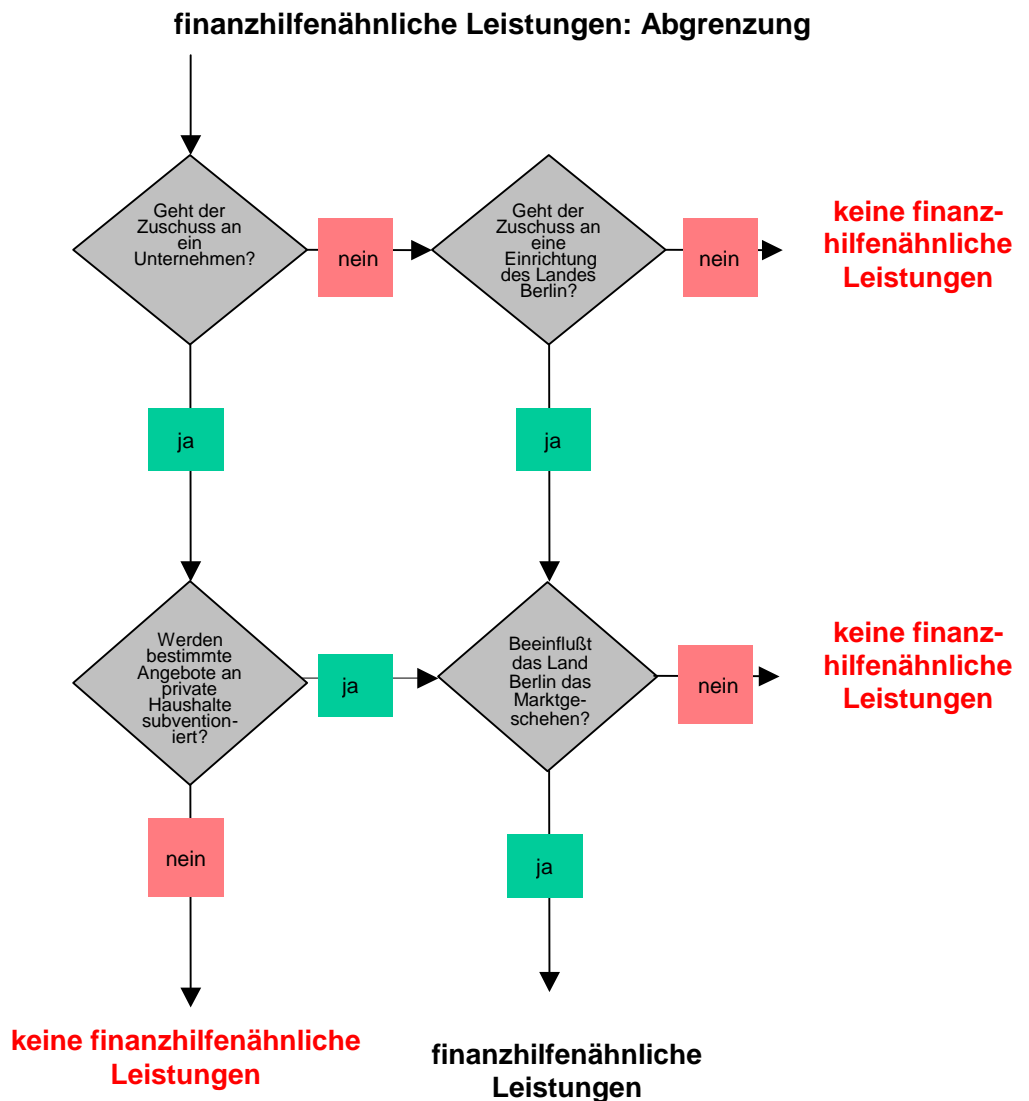 finanzhilfenähnliche Leistungen: Abgrenzung
Geht der
Zuschuss an
ein
Unternehmen?
nein
Geht der
Zuschuss an
eine
Einrichtung
des Landes
Berlin?
nein
keine finanz-
hilfenähnliche
Leistungen
ja
ja
Werden
bestimmte
Angebote an
private
Haushalte
subvention-
iert?
ja
Beeinflußt
das Land
Berlin das
Marktge-
schehen?
nein
keine finanz-
hilfenähnliche
Leistungen
nein
ja
keine finanzhilfenähnliche
Leistungen
finanzhilfenähnliche
Leistungen